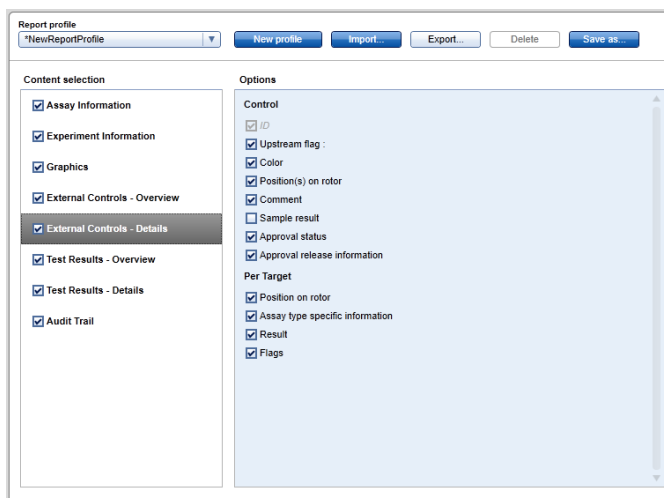 Report profile
*NewReportProfile
New profile
Import...
Export...
Delete
Save as...
Content selection
Assay Information
Experiment Information
Graphics
External Controls - Overview
External Controls - Details
Test Results - Overview
Test Results - Details
Audit Trail
Options
Control
ID
Upstream flag :
Color
Position(s) on rotor
Comment
Sample result
Approval status
Approval release information
Per Target
Position on rotor
Assay type specific information
Result
Flags